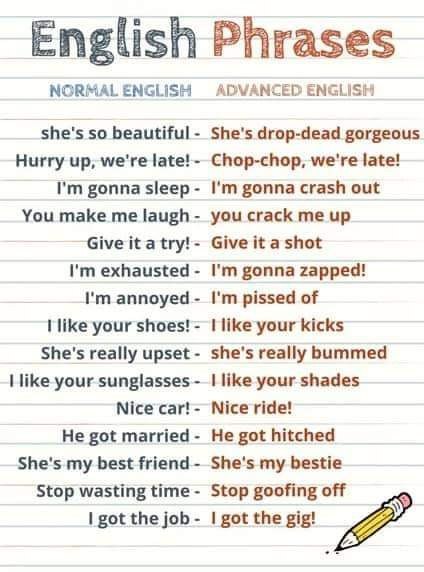 English Phrases
NORMAL ENGLISH ADVANCED ENGLISH
she's so beautiful - She's drop-dead gorgeous
Hurry up, we're late! - Chop-chop, we're late!
I'm gonna sleep - I'm gonna crash out
You make me laugh - you crack me up
Give it a try! - Give it a shot
I'm exhausted - I'm gonna zapped!
I'm annoyed - I'm pissed of
I like your shoes! - I like your kicks
She's really upset - she's really bummed
I like your sunglasses - I like your shades
Nice car! - Nice ride!
He got married - He got hitched
She's my best friend - She's my bestie
Stop wasting time - Stop goofing off
I got the job - I got the gig!